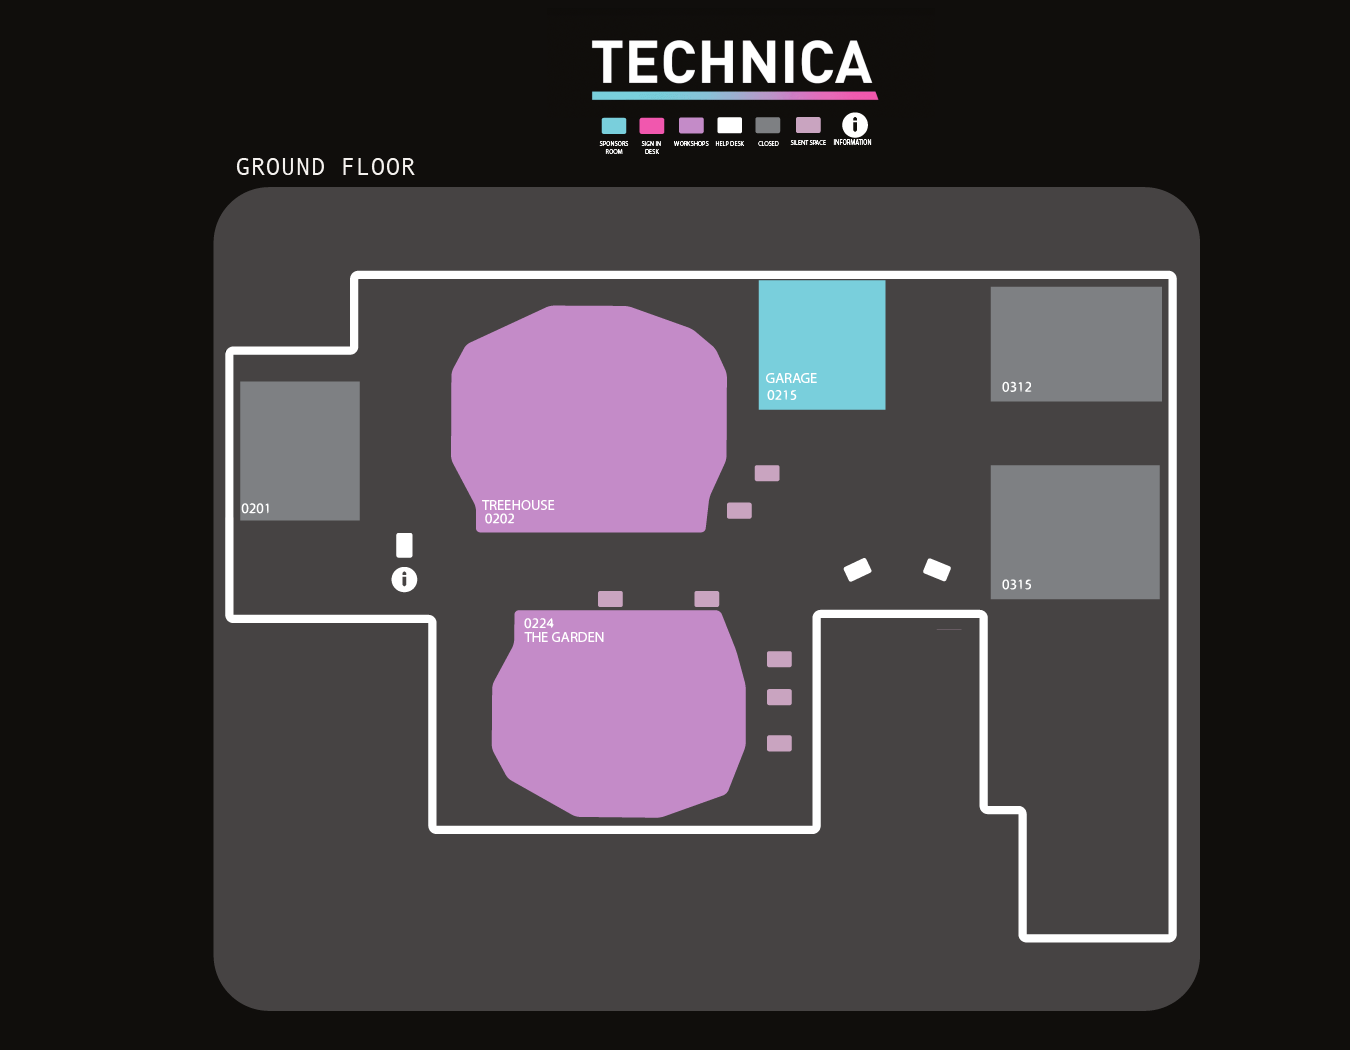 TECHNICA
SPONSORS
ROOM
SIGN IN
DESK
WORKSHOPS
HELP DESK
CLOSED
SILENT SPACE
INFORMATION
GROUND FLOOR
GARAGE
0215
0312
0201
TREEHOUSE
0202
0315
0224
THE GARDEN